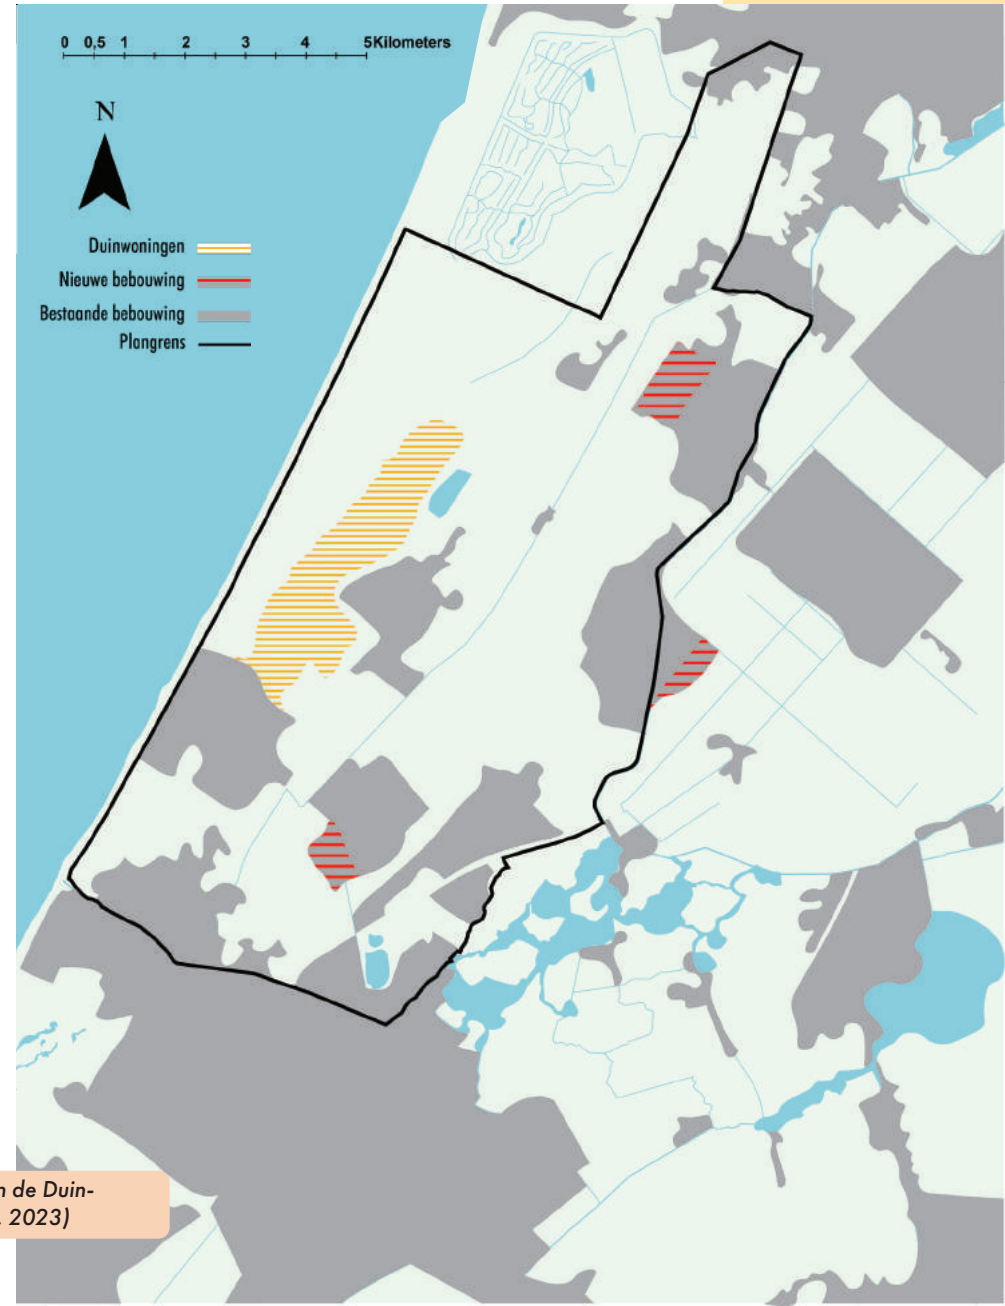 0 0,5 1 2 3 4 5Kilometers
N
Duinwoningen
Nieuwe bebouwing
Bestaande bebouwing
Plangrens
n de Duin-
. 2023)